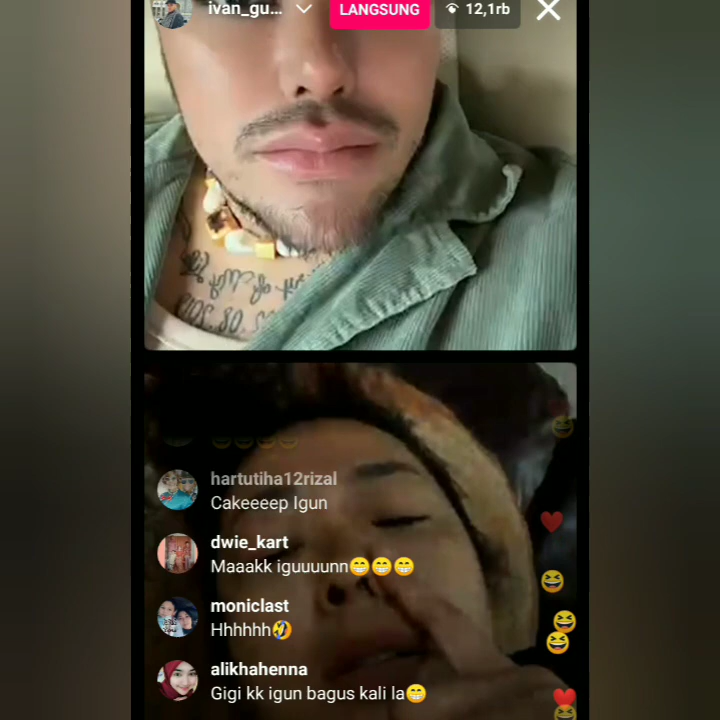 ivan_gu...
LANGSUNG
12,1rb
hartutiha12rizal
Cakeeeep Igun
dwie_kart
Maaakk iguuuunn😁😁😁
moniclast
Hhhhhh🤣
alikhahenna
Gigi kk igun bagus kali la😁